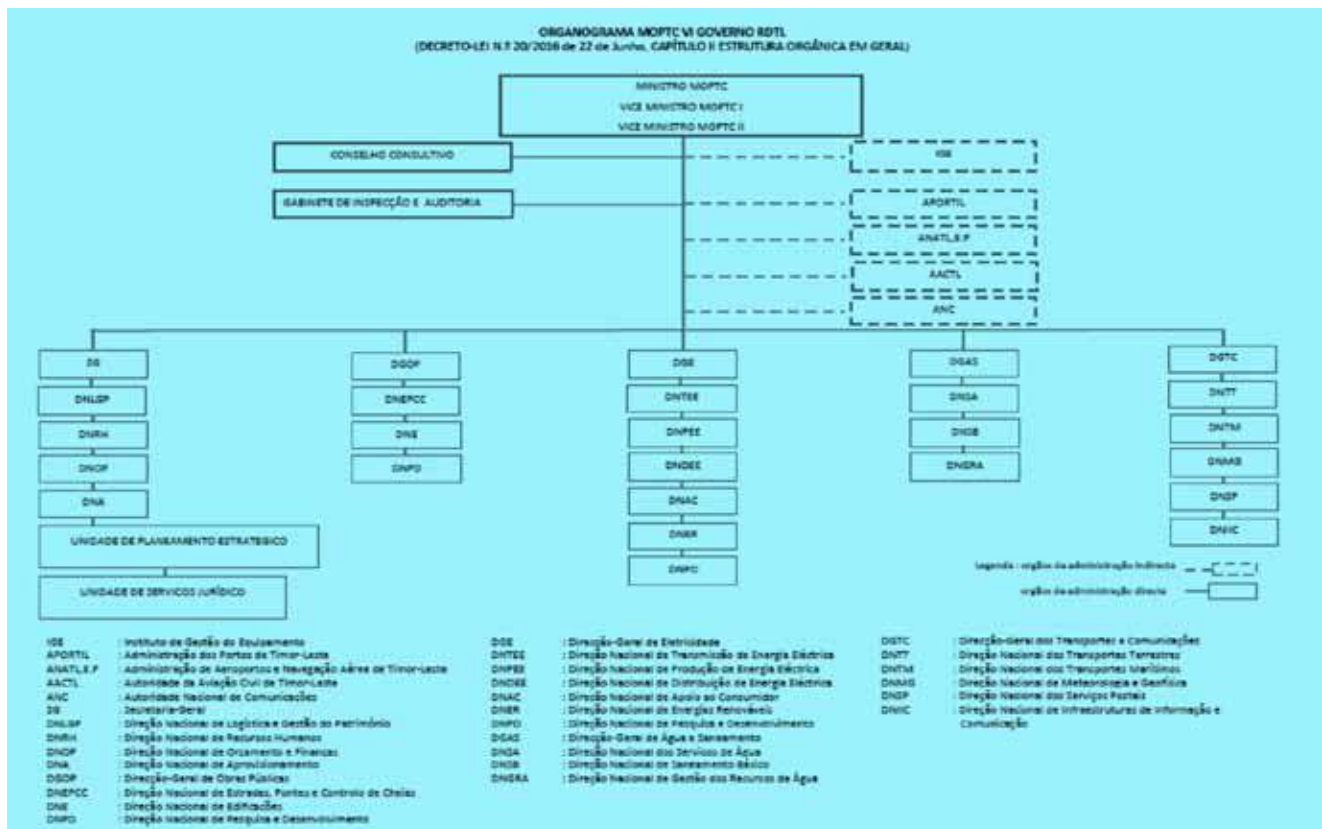 ORGANOGRAMA MOPTC VI GOVERNO RDTL
(DECRETO-LEI N.º 20/2016 de 22 de Junho, CAPÍTULO II ESTRUTURA ORGÂNICA EM GERAL)
MINISTRO MOPTC
VICE MINISTRO MOPTC I
VICE MINISTRO MOPTC II
CONSELHO CONSULTIVO
GABINETE DE INSPECÇÃO E AUDITORIA
IGE
APORTIL
ANATL,E.P
AACTL
ANC
SG
DNLGP
DNRH
DNOF
DNA
UNIDADE DE PLANEAMENTO ESTRATEGICO
UNIDADE DE SERVICOS JURÍDICO
DGOP
DNEPCC
DNE
DNPD
DGE
DNTEE
DNPEE
DNDEE
DNAC
DNER
DNPD
DGAS
DNSA
DNSB
DNGRA
DGTC
DNTT
DNTM
DNMG
DNSP
DNIIC
Legenda : orgãos da administração indirecta
orgãos da administração directa
IGE : Instituto de Gestão do Equipamento
APORTIL : Administração dos Portos de Timor-Leste
ANATL,E.P : Administração de Aeroportos e Navegação Aérea de Timor-Leste
AACTL : Autoridade da Aviação Civil de Timor-Leste
ANC : Autoridade Nacional de Comunicações
SG : Secretaria-Geral
DNLGP : Direção Nacional de Logística e Gestão do Património
DNRH : Direção Nacional de Recursos Humanos
DNOF : Direção Nacional de Orçamento e Finanças
DNA : Direção Nacional de Aprovisionamento
DGOP : Direcção-Geral de Obras Públicas
DNEPCC : Direção Nacional de Estradas, Pontes e Controlo de Cheias
DNE : Direção Nacional de Edificações
DNPD : Direção Nacional de Pesquisa e Desenvolvimento
DGE : Direcção-Geral de Eletricidade
DNTEE : Direção Nacional de Transmissão de Energia Eléctrica
DNPEE : Direção Nacional de Produção de Energia Eléctrica
DNDEE : Direção Nacional de Distribuição de Energia Eléctrica
DNAC : Direção Nacional de Apoio ao Consumidor
DNER : Direção Nacional de Energias Renováveis
DNPD : Direção Nacional de Pesquisa e Desenvolvimento
DGAS : Direcção-Geral de Água e Saneamento
DNSA : Direção Nacional dos Serviços de Água
DNSB : Direção Nacional de Saneamento Básico
DNGRA : Direção Nacional de Gestão dos Recursos de Água
DGTC : Direcção-Geral dos Transportes e Comunicações
DNTT : Direção Nacional dos Transportes Terrestres
DNTM : Direção Nacional dos Transportes Marítimos
DNMG : Direção Nacional de Meteorologia e Geofísica
DNSP : Direção Nacional dos Serviços Postais
DNIIC : Direção Nacional de Infraestruturas de Informação e
Comunicação